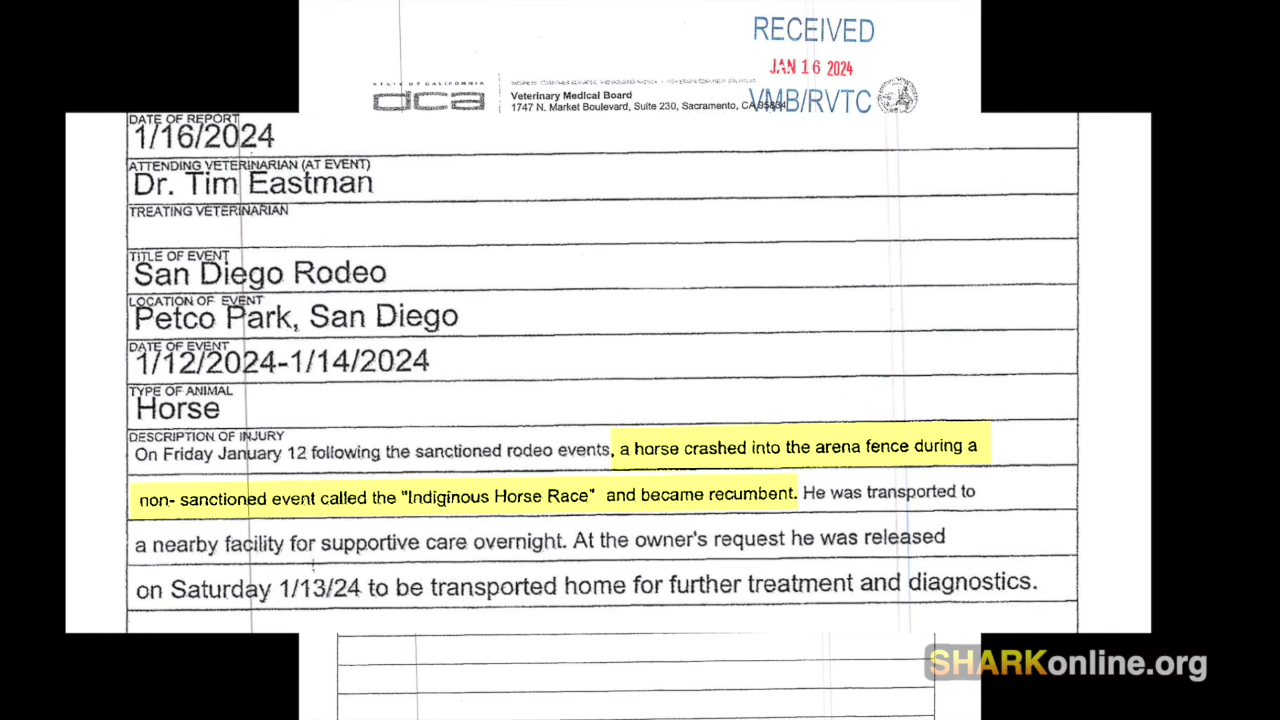 RECEIVED
JAN 16 2024
STATE OF CALIFORNIA
dca
Veterinary Medical Board
1747 N. Market Boulevard, Suite 230, Sacramento, CA 95834
VMB/RVTC
DATE OF REPORT
1/16/2024
ATTENDING VETERINARIAN (AT EVENT)
Dr. Tim Eastman
TREATING VETERINARIAN
TITLE OF EVENT
San Diego Rodeo
LOCATION OF EVENT
Petco Park, San Diego
DATE OF EVENT
1/12/2024-1/14/2024
TYPE OF ANIMAL
Horse
DESCRIPTION OF INJURY
On Friday January 12 following the sanctioned rodeo events, a horse crashed into the arena fence during a
non- sanctioned event called the "Indiginous Horse Race" and became recumbent. He was transported to
a nearby facility for supportive care overnight. At the owner's request he was released
on Saturday 1/13/24 to be transported home for further treatment and diagnostics.
SHARKonline.org